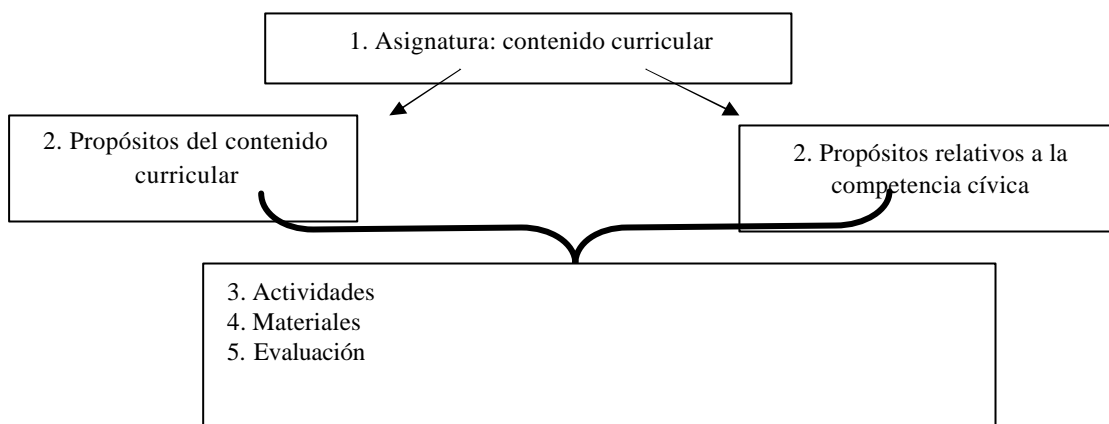 1. Asignatura: contenido curricular
2. Propósitos del contenido
curricular
2. Propósitos relativos a la
competencia cívica
3. Actividades
4. Materiales
5. Evaluación